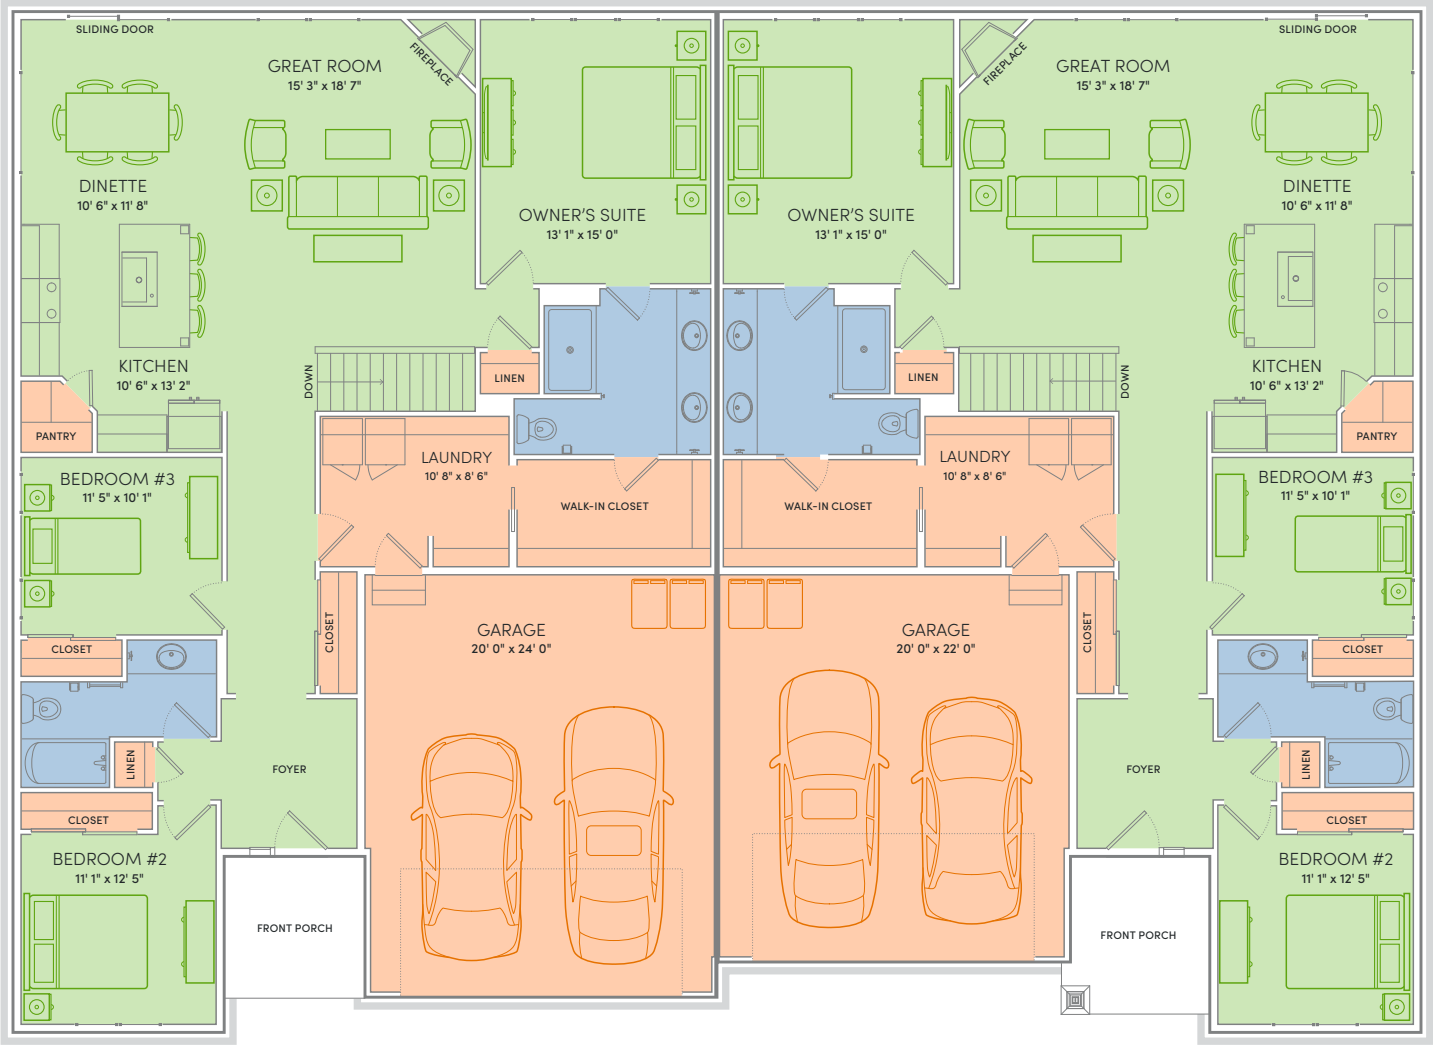 SLIDING DOOR
SLIDING DOOR
FIREPLACE
FIREPLACE
GREAT ROOM
15' 3" x 18' 7"
GREAT ROOM
15' 3" x 18' 7"
DINETTE
10' 6" x 11' 8"
OWNER'S SUITE
13' 1" x 15' 0"
OWNER'S SUITE
13' 1" x 15' 0"
DINETTE
10' 6" x 11' 8"
KITCHEN
10' 6" x 13' 2"
DOWN
LINEN
LINEN
DOWN
KITCHEN
10' 6" x 13' 2"
PANTRY
PANTRY
LAUNDRY
10' 8" x 8' 6"
LAUNDRY
10' 8" x 8' 6"
BEDROOM #3
11' 5" x 10' 1"
WALK-IN CLOSET
WALK-IN CLOSET
BEDROOM #3
11' 5" x 10' 1"
CLOSET
CLOSET
GARAGE
20' 0" x 24' 0"
GARAGE
20' 0" x 22' 0"
CLOSET
CLOSET
LINEN
FOYER
FOYER
LINEN
CLOSET
CLOSET
BEDROOM #2
11' 1" x 12' 5"
BEDROOM #2
11' 1" x 12' 5"
FRONT PORCH
FRONT PORCH